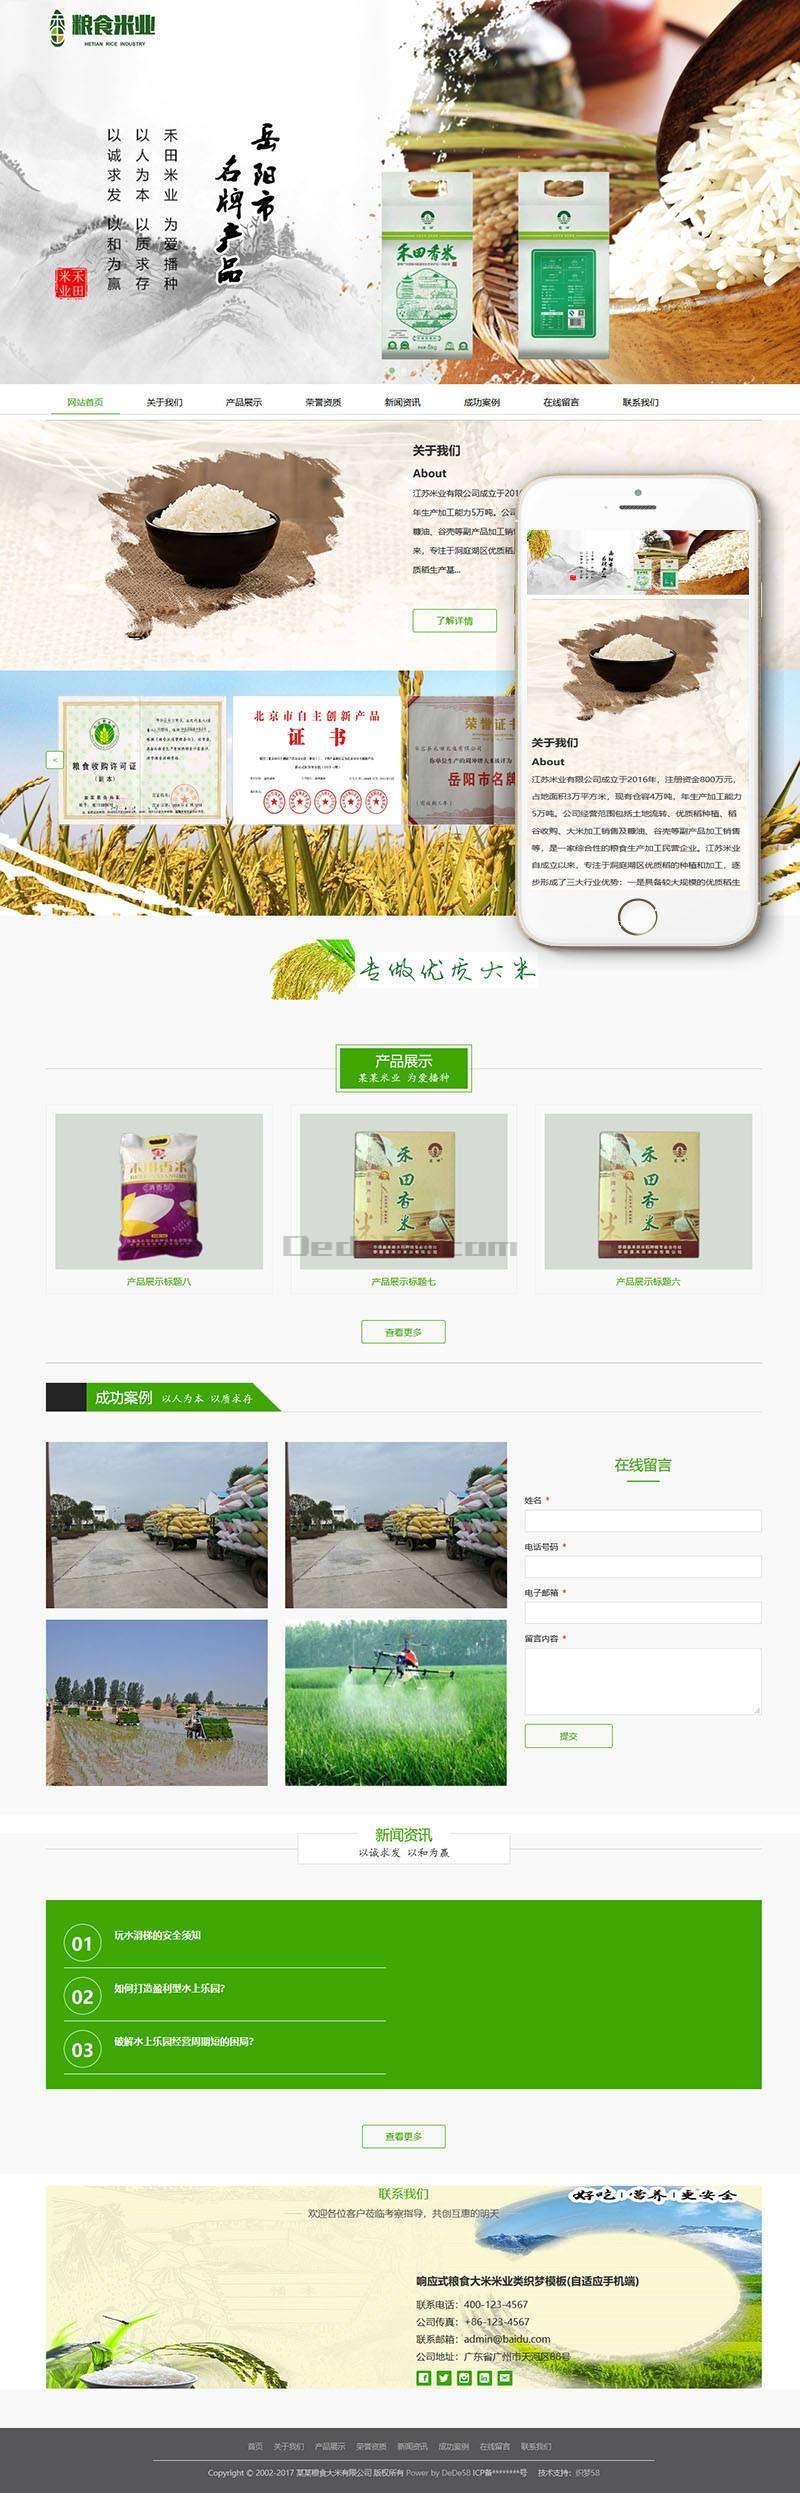 粮食米业
HETIAN RICE INDUSTRY
岳阳市
名牌产品
禾田米业 为爱播种
以人为本 以质求存
以诚求发 以和为赢
禾田米业
禾田香米
5kg
网站首页 关于我们 产品展示 荣誉资质 新闻资讯 成功案例 在线留言 联系我们
关于我们
About
江苏米业有限公司成立于2016
年生产加工能力5万吨。公
糠油、谷壳等副产品加工销
来，专注于洞庭湖区优质稻
质稻生产基...
了解详情
粮食收购许可证
(副本)
北京市自主创新产品
证 书
荣誉证书
岳阳市名牌
<
关于我们
About
江苏米业有限公司成立于2016年，注册资金800万元，
占地面积3万平方米，现有仓容4万吨，年生产加工能力
5万吨。公司经营范围包括土地流转、优质稻种植、稻
谷收购、大米加工销售及糠油、谷壳等副产品加工销售
等，是一家综合性的粮食生产加工民营企业。江苏米业
自成立以来，专注于洞庭湖区优质稻的种植和加工，逐
步形成了三大行业优势：一是具备较大规模的优质稻生
专做优质大米
产品展示
某某米业 为爱播种
禾田香米
禾田香米
禾田香米
产品展示标题八
产品展示标题七
产品展示标题六
查看更多
成功案例 以人为本 以质求存
在线留言
姓名 *
电话号码 *
电子邮箱 *
留言内容 *
提交
新闻资讯
以诚求发 以和为赢
01 玩水滑梯的安全须知
02 如何打造盈利型水上乐园?
03 破解水上乐园经营周期短的困局?
查看更多
联系我们
欢迎各位客户莅临考察指导，共创互惠的明天
好吃 营养 更安全
响应式粮食大米米业类织梦模板(自适应手机端)
联系电话：400-123-4567
公司传真：+86-123-4567
联系邮箱：admin@baidu.com
公司地址：广东省广州市天河区88号
首页 关于我们 产品展示 荣誉资质 新闻资讯 成功案例 在线留言 联系我们
Copyright © 2002-2017 某某粮食大米有限公司 版权所有 Power by DeDe58 ICP备********号 技术支持：织梦58